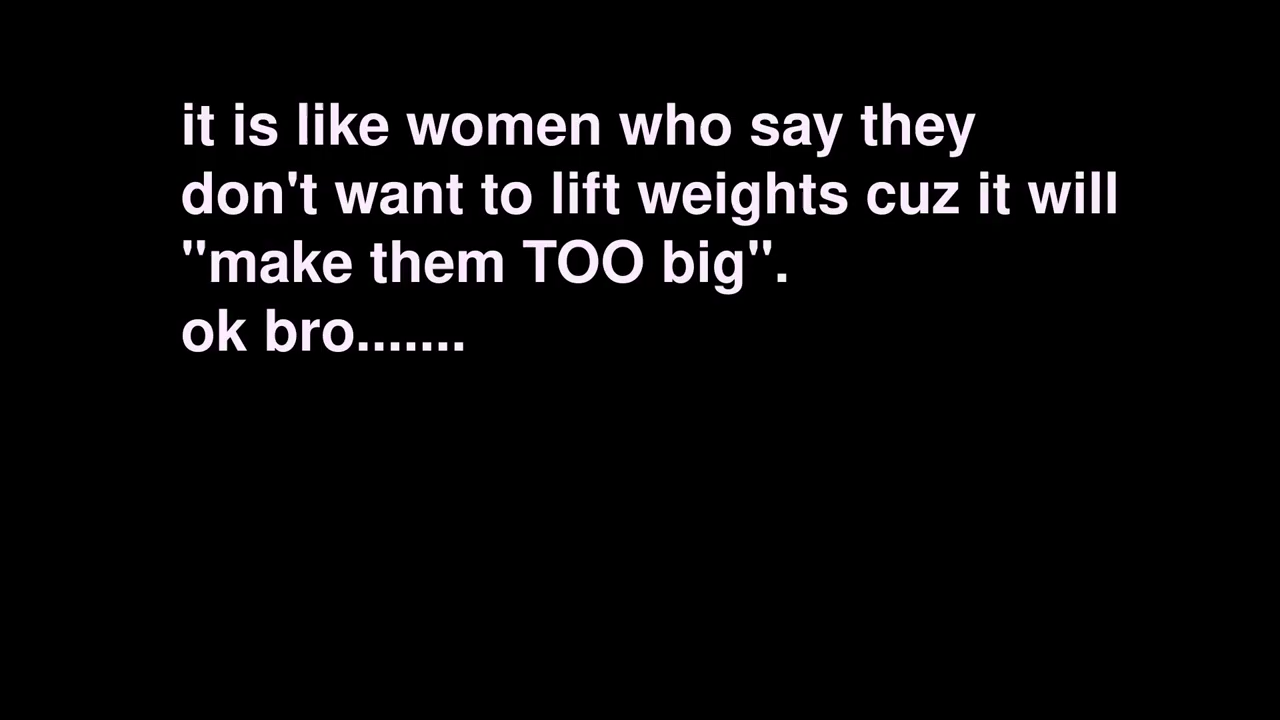 it is like women who say they
don't want to lift weights cuz it will
"make them TOO big".
ok bro.......